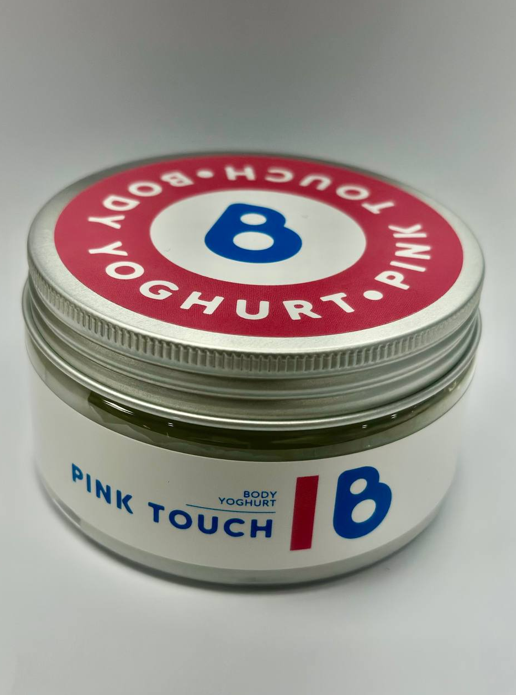 BODY YOGHURT • PINK TOUCH •
B
BODY
YOGHURT
PINK TOUCH
B